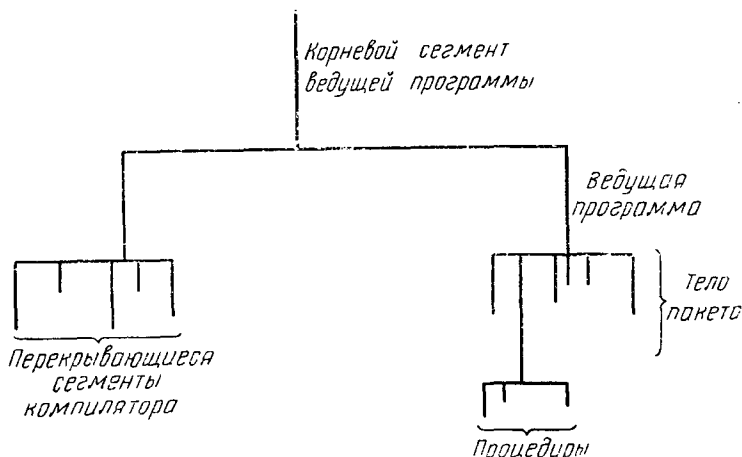 Корневой сегмент
ведущей программы
Ведущая
программа
Тело
пакета
Перекрывающиеся
сегменты
компилятора
Процедуры